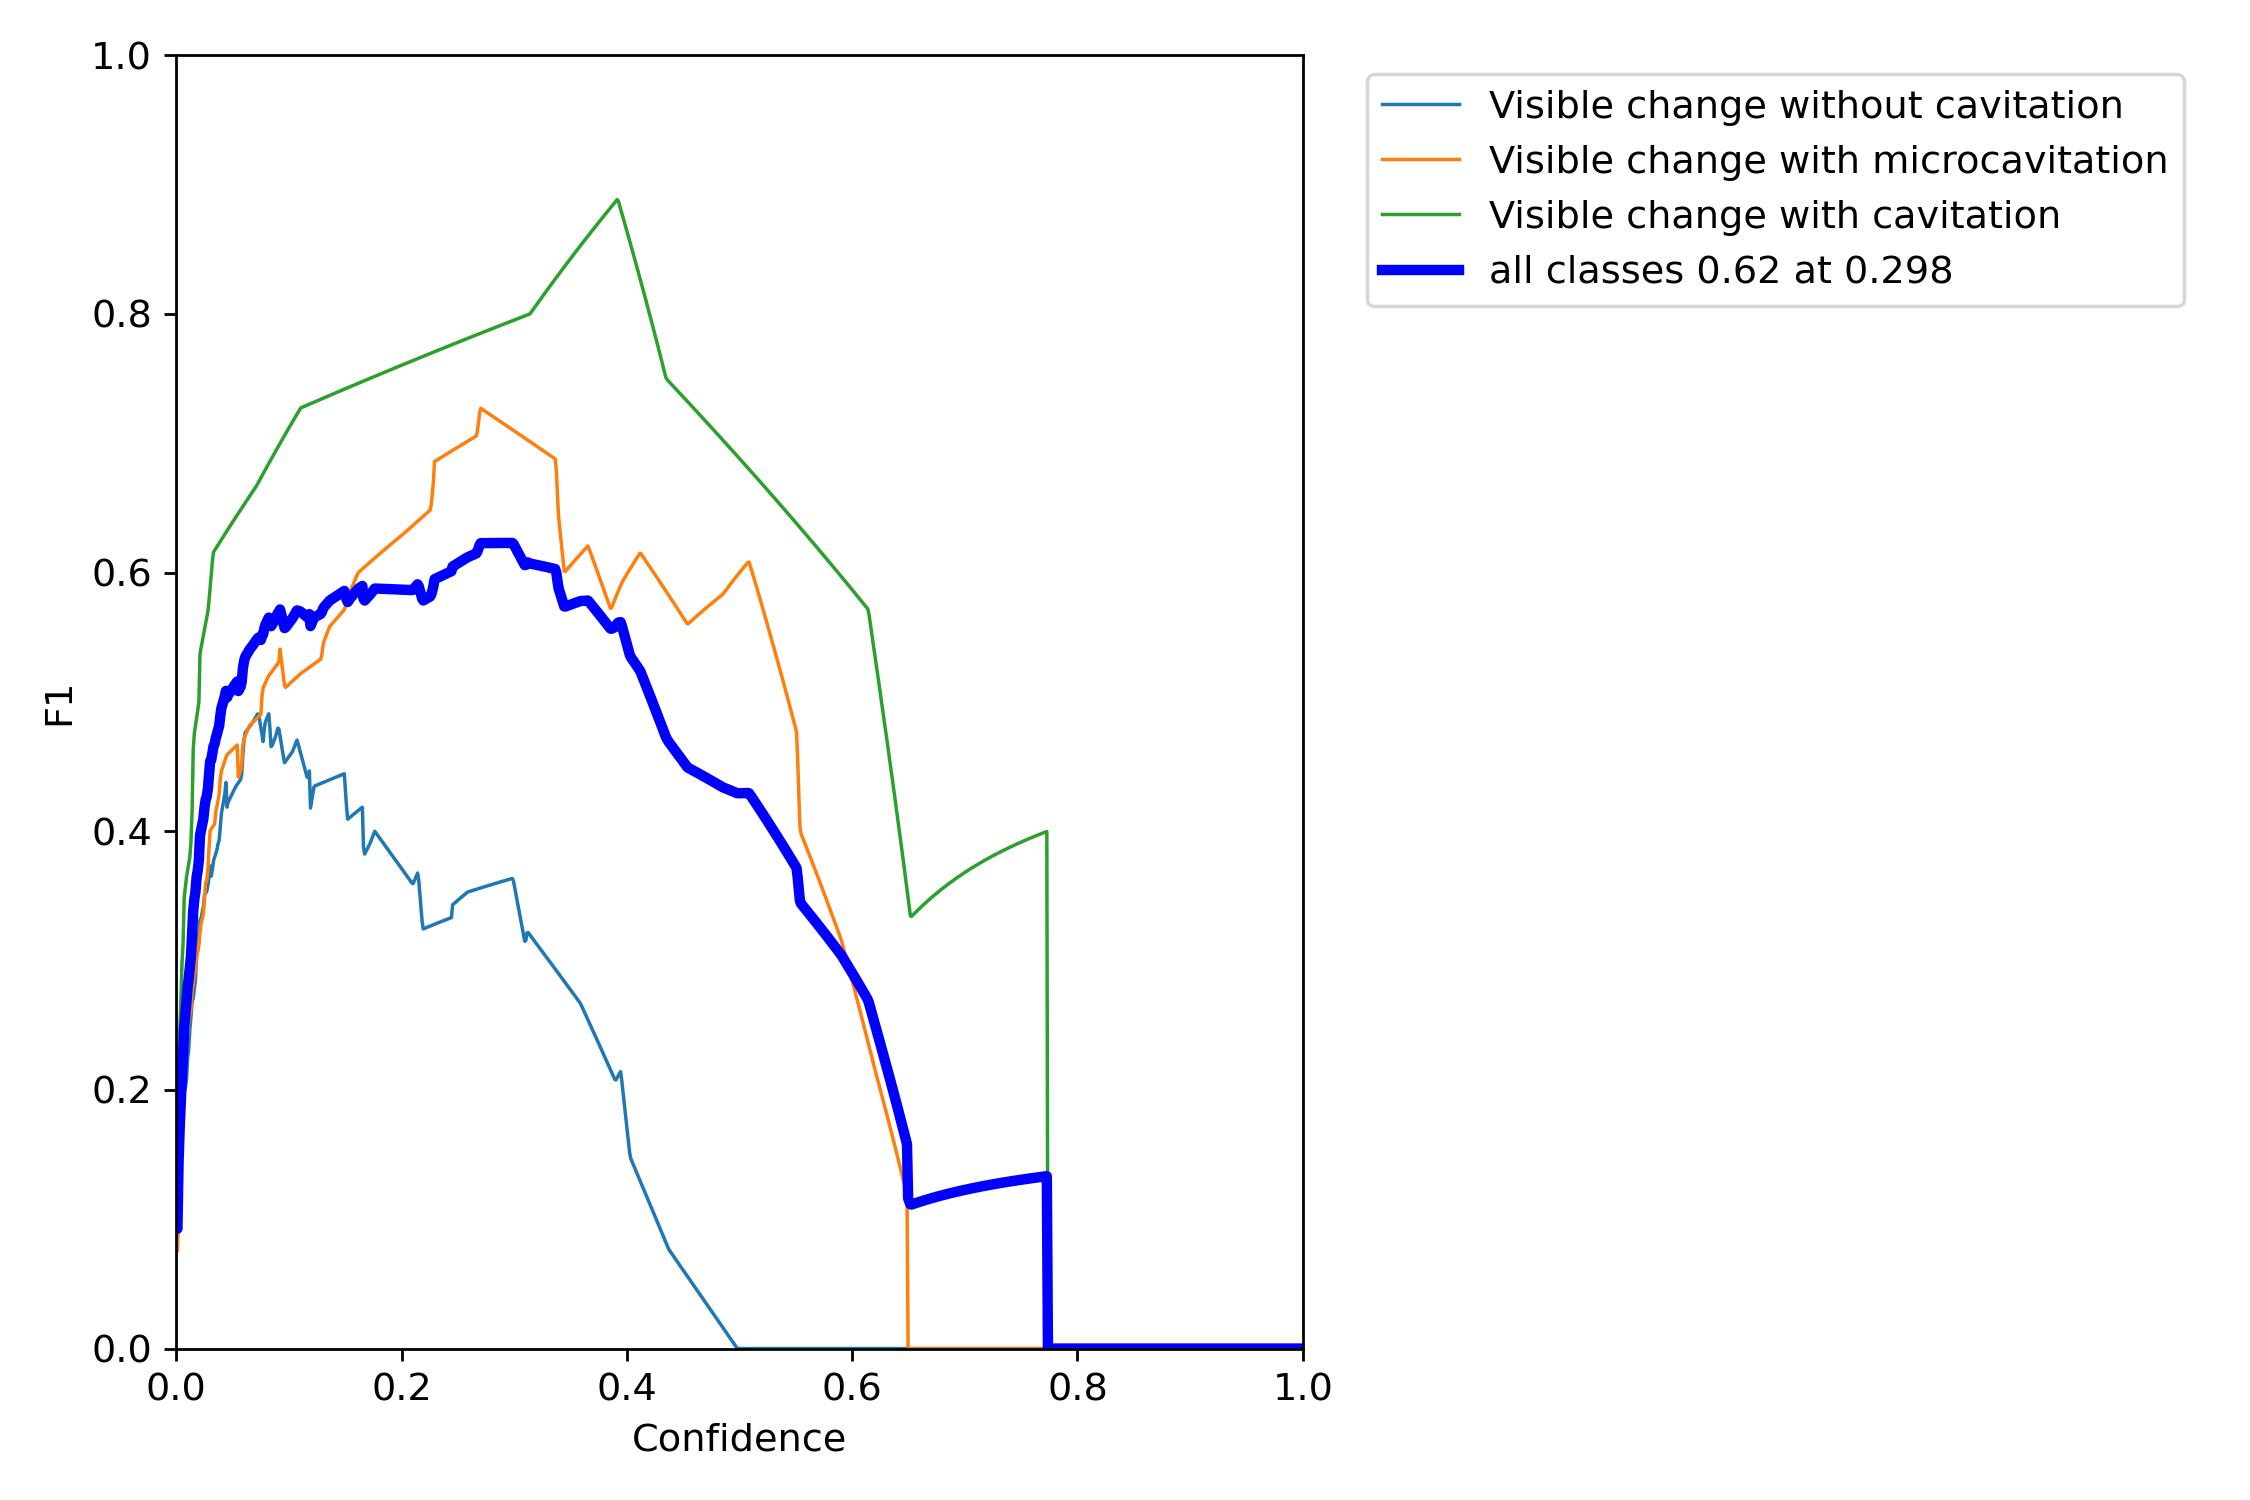 1.0
0.8
0.6
0.4
0.2
0.0
F1
0.0 0.2 0.4 0.6 0.8 1.0
Confidence
Visible change without cavitation
Visible change with microcavitation
Visible change with cavitation
all classes 0.62 at 0.298